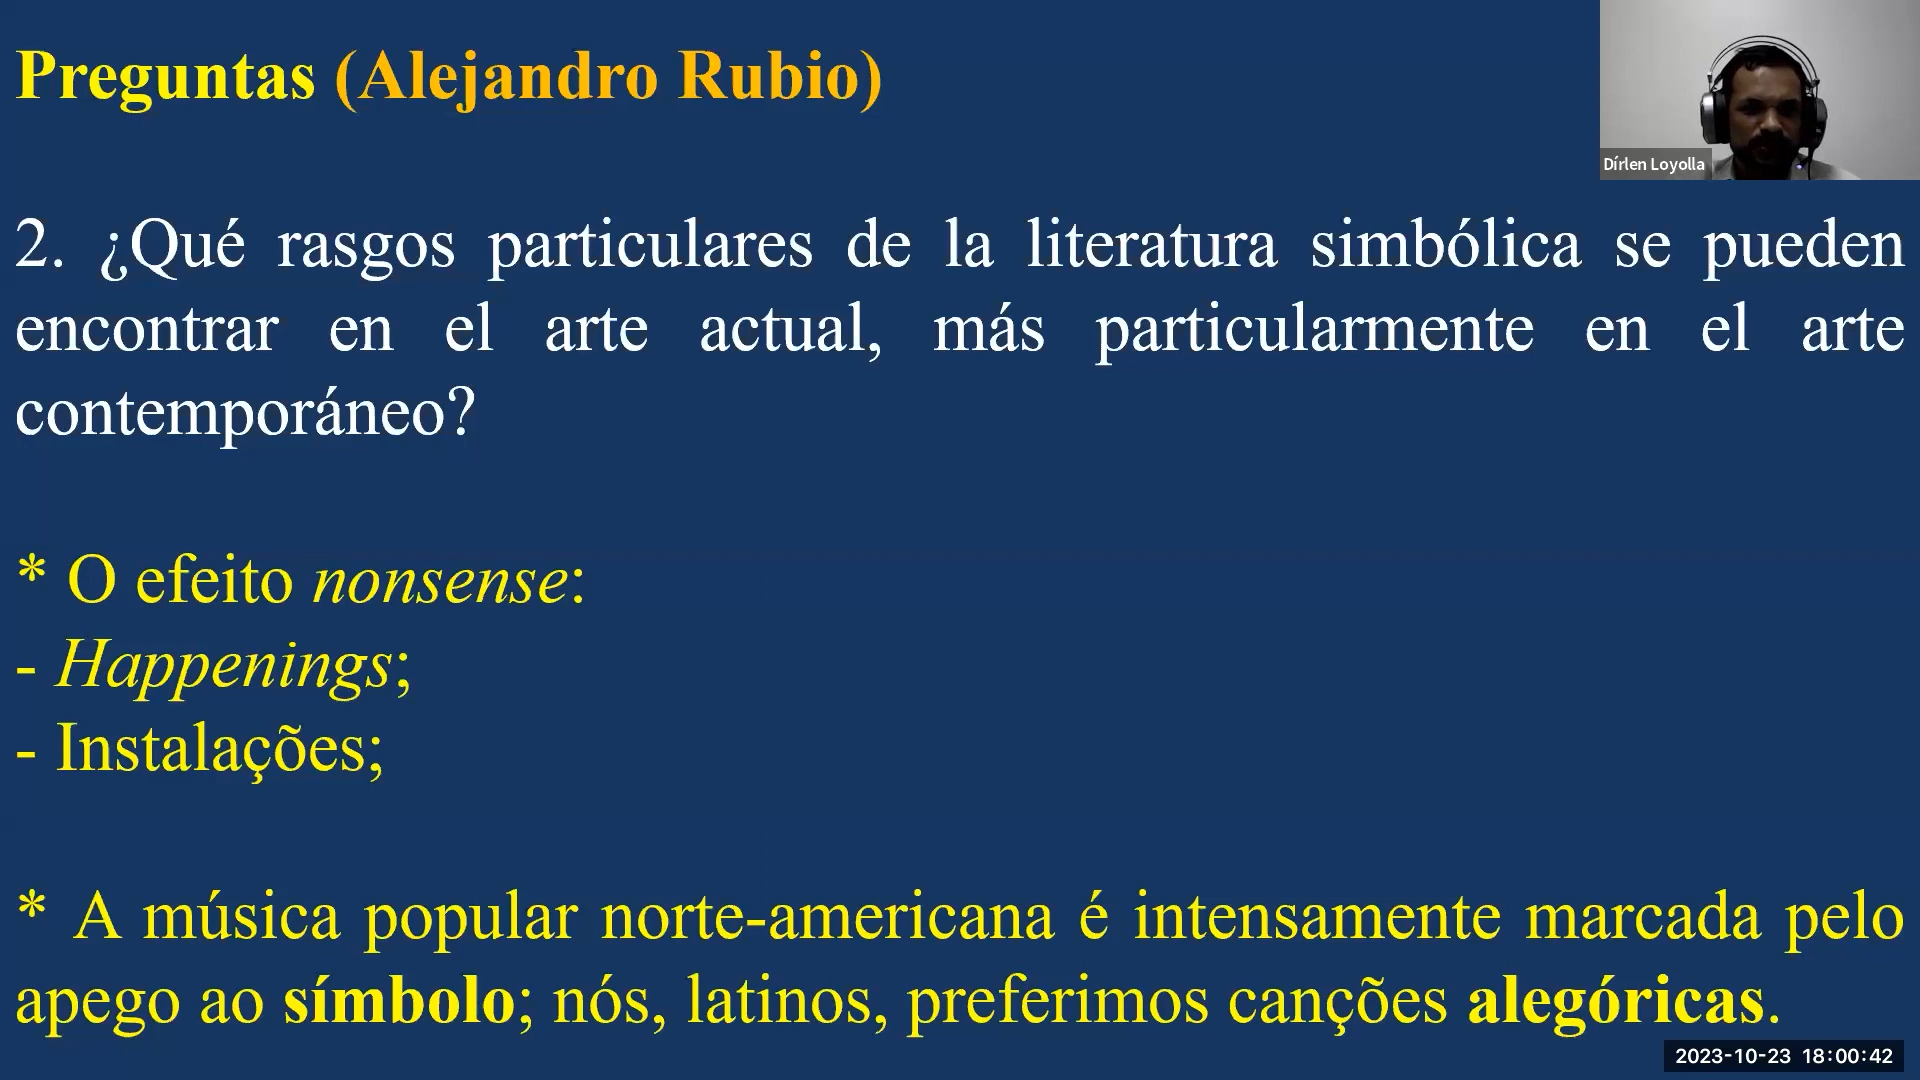 Preguntas (Alejandro Rubio)
Dírlen Loyolla
2. ¿Qué rasgos particulares de la literatura simbólica se pueden
encontrar en el arte actual, más particularmente en el arte
contemporáneo?
* O efeito nonsense:
- Happenings;
- Instalações;
* A música popular norte-americana é intensamente marcada pelo
apego ao símbolo; nós, latinos, preferimos canções alegóricas.
2023-10-23 18:00:42